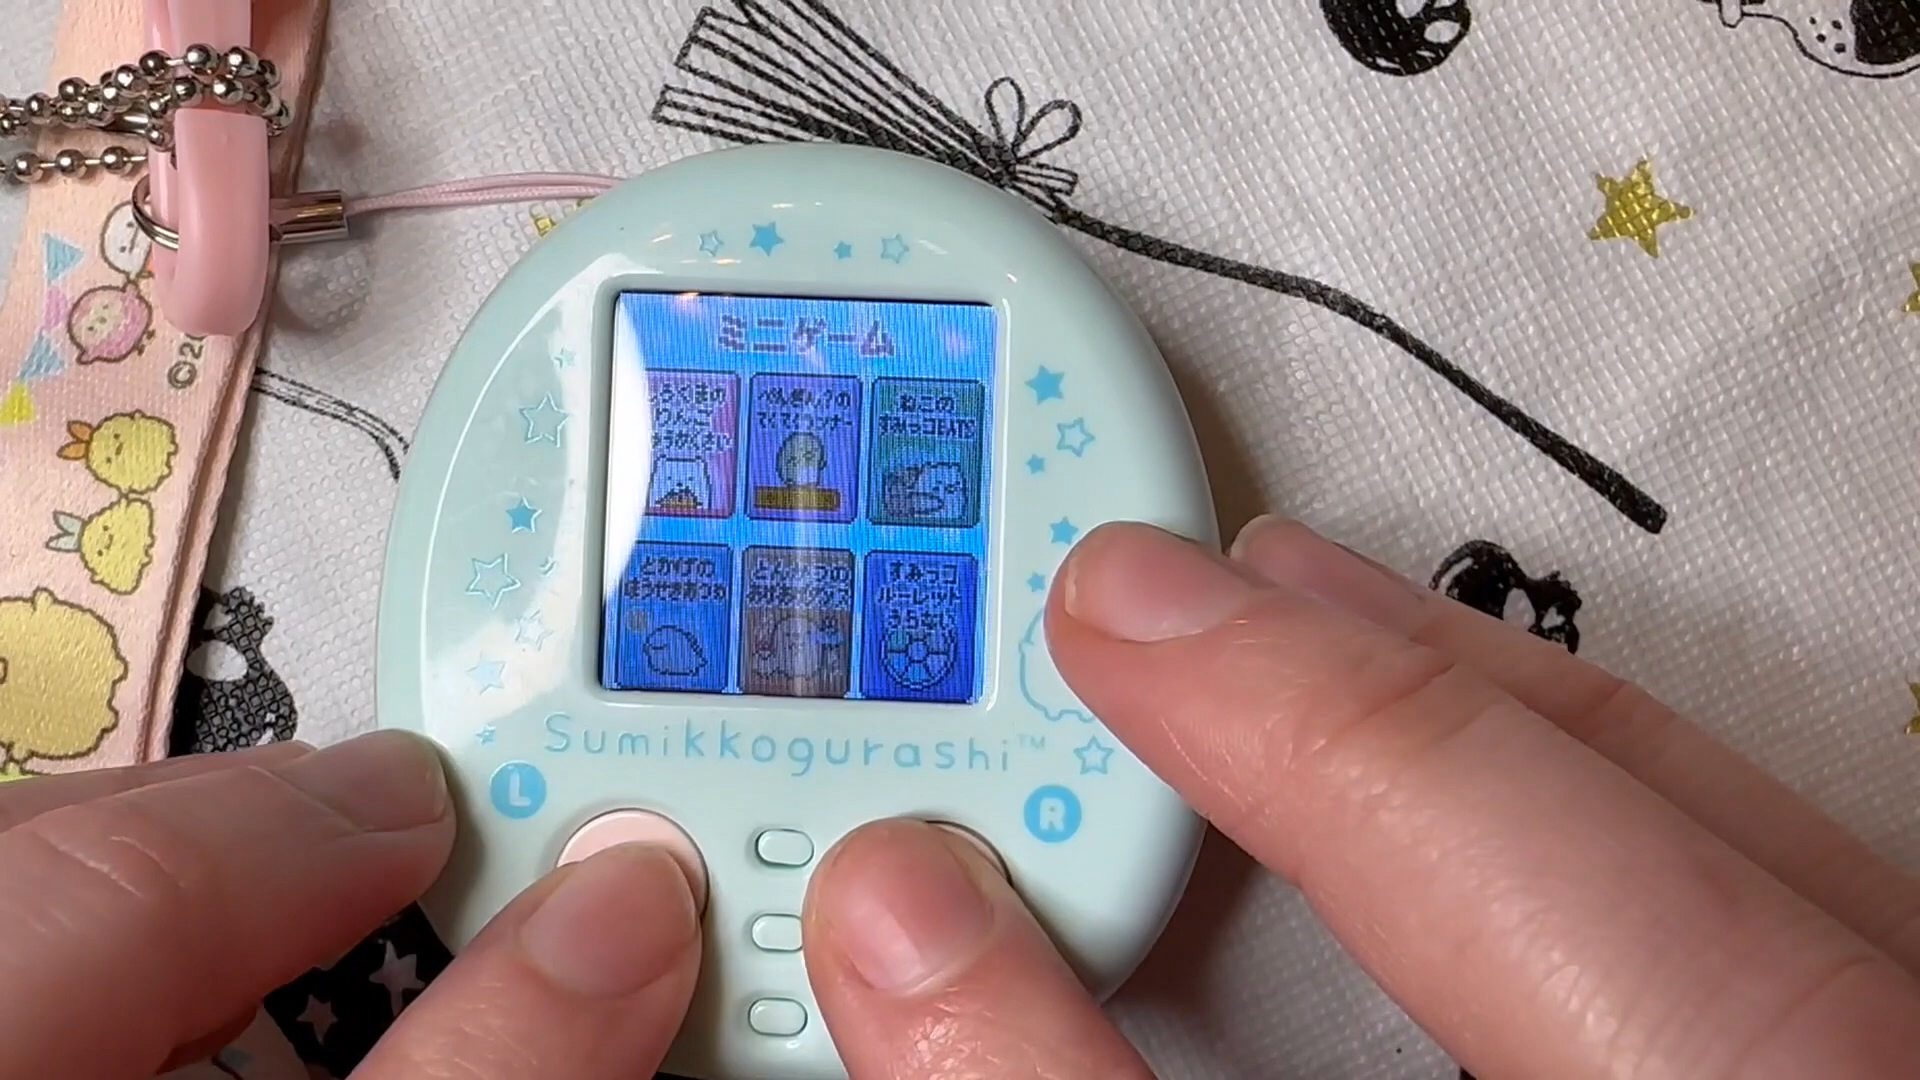 ミニゲーム
しろくまの
ぺんぎん?の
てくてくランナー
ねこの
すみっコEATS
とかげの
とんかつの
すみっコ
ルーレット
うらない
Sumikkogurashi™
L
R